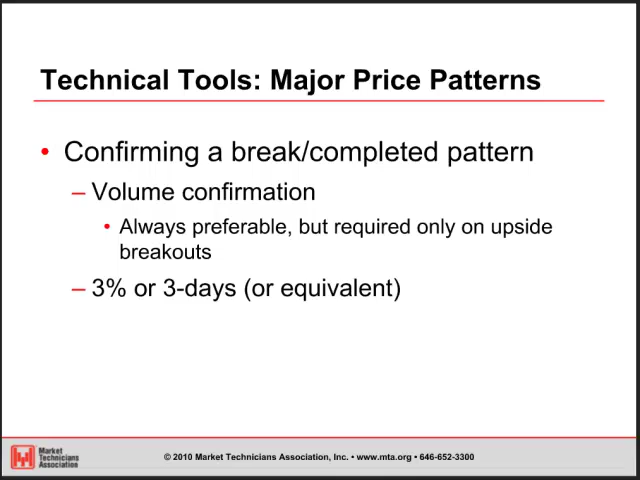 Technical Tools: Major Price Patterns
• Confirming a break/completed pattern
– Volume confirmation
• Always preferable, but required only on upside
breakouts
– 3% or 3-days (or equivalent)
Market
Technicians
Association
© 2010 Market Technicians Association, Inc. • www.mta.org • 646-652-3300